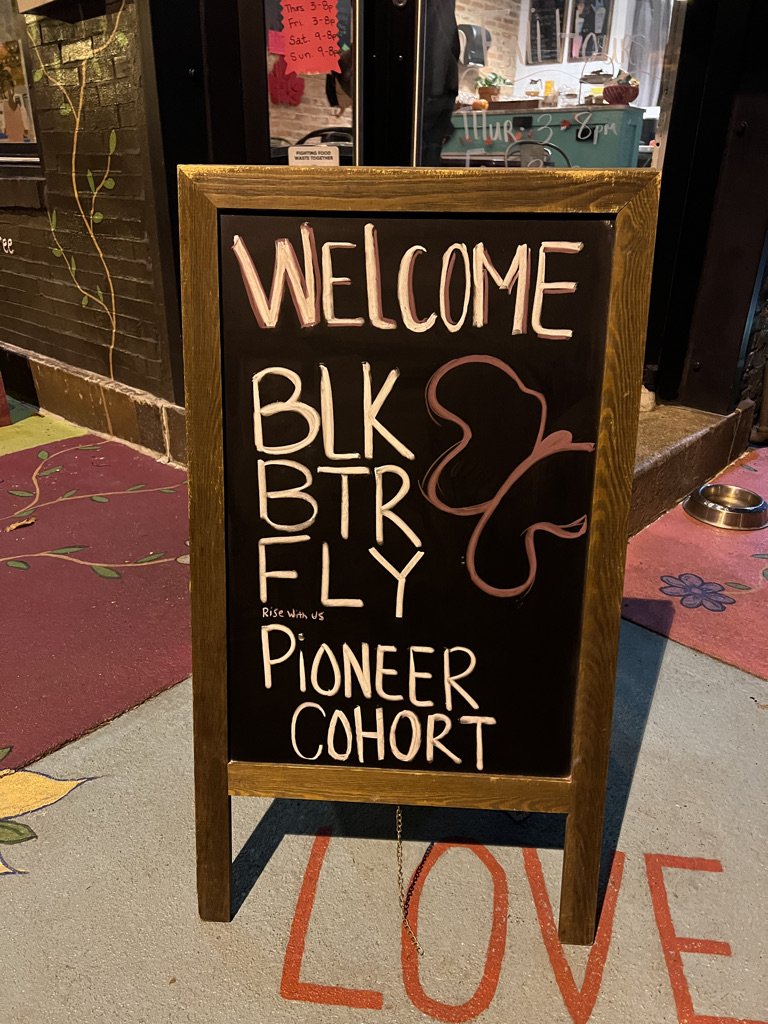 Thurs 3-8p
Fri. 3-8p
Sat. 9-8p
Sun. 9-8p
THUR 3-8pm
FIGHTING FOOD
WASTE TOGETHER
WELCOME
BLK
BTR
FLY
Rise With US
PiONEER
COHORT
LOVE